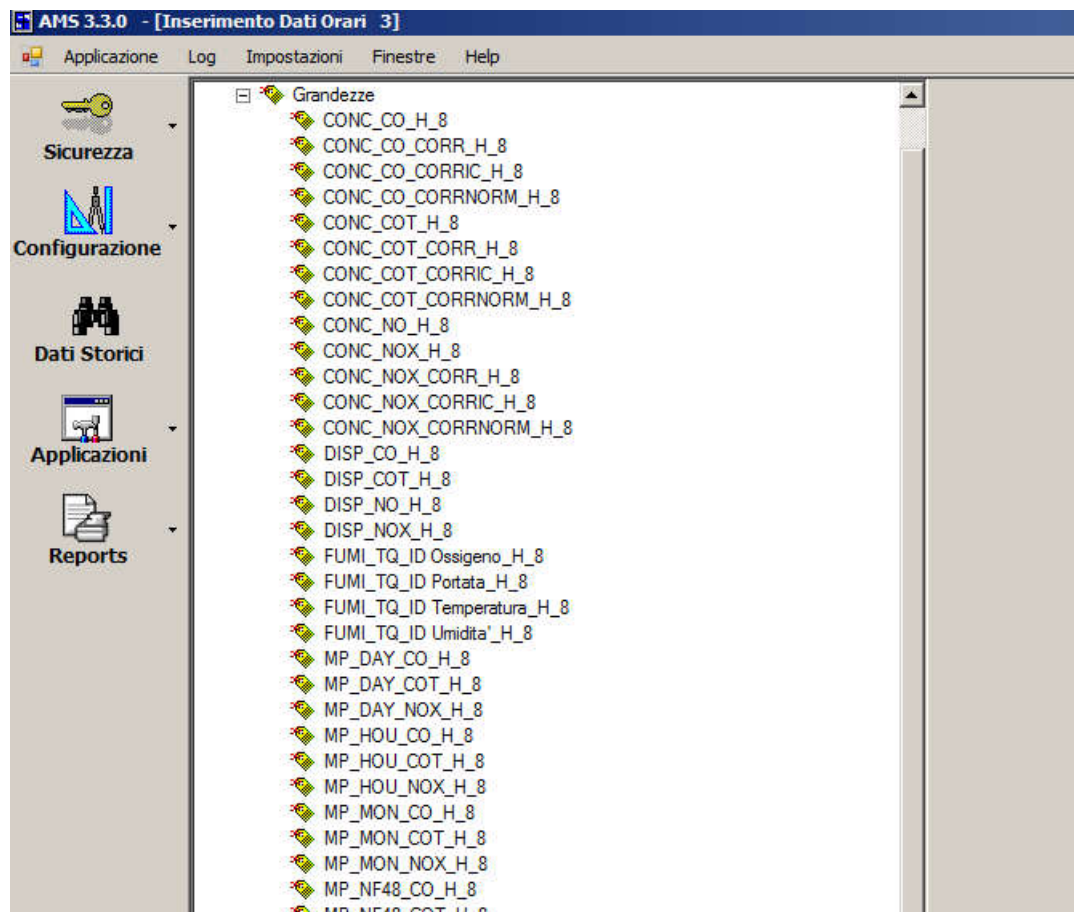 AMS 3.3.0 - [Inserimento Dati Orari 3]
Applicazione Log Impostazioni Finestre Help
Sicurezza
Configurazione
Dati Storici
Applicazioni
Reports
Grandezze
CONC_CO_H_8
CONC_CO_CORR_H_8
CONC_CO_CORRIC_H_8
CONC_CO_CORRNORM_H_8
CONC_COT_H_8
CONC_COT_CORR_H_8
CONC_COT_CORRIC_H_8
CONC_COT_CORRNORM_H_8
CONC_NO_H_8
CONC_NOX_H_8
CONC_NOX_CORR_H_8
CONC_NOX_CORRIC_H_8
CONC_NOX_CORRNORM_H_8
DISP_CO_H_8
DISP_COT_H_8
DISP_NO_H_8
DISP_NOX_H_8
FUMI_TQ_ID Ossigeno_H_8
FUMI_TQ_ID Portata_H_8
FUMI_TQ_ID Temperatura_H_8
FUMI_TQ_ID Umidita'_H_8
MP_DAY_CO_H_8
MP_DAY_COT_H_8
MP_DAY_NOX_H_8
MP_HOU_CO_H_8
MP_HOU_COT_H_8
MP_HOU_NOX_H_8
MP_MON_CO_H_8
MP_MON_COT_H_8
MP_MON_NOX_H_8
MP_NF48_CO_H_8
MP_NF48_COT_H_8